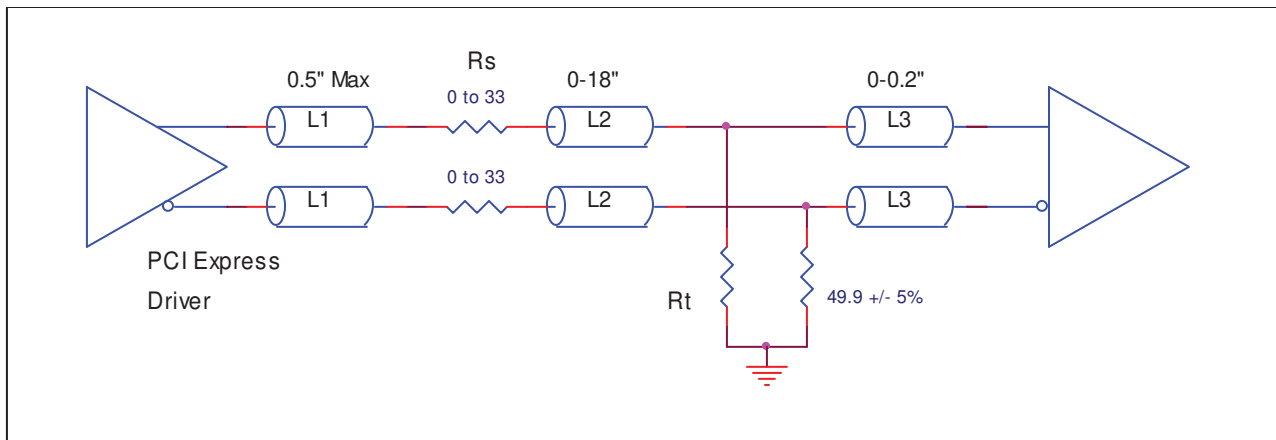 Rs
0.5" Max
0-18"
0-0.2"
0 to 33
L1
L2
L3
0 to 33
L1
L2
L3
PCI Express
Driver
Rt
49.9 +/- 5%